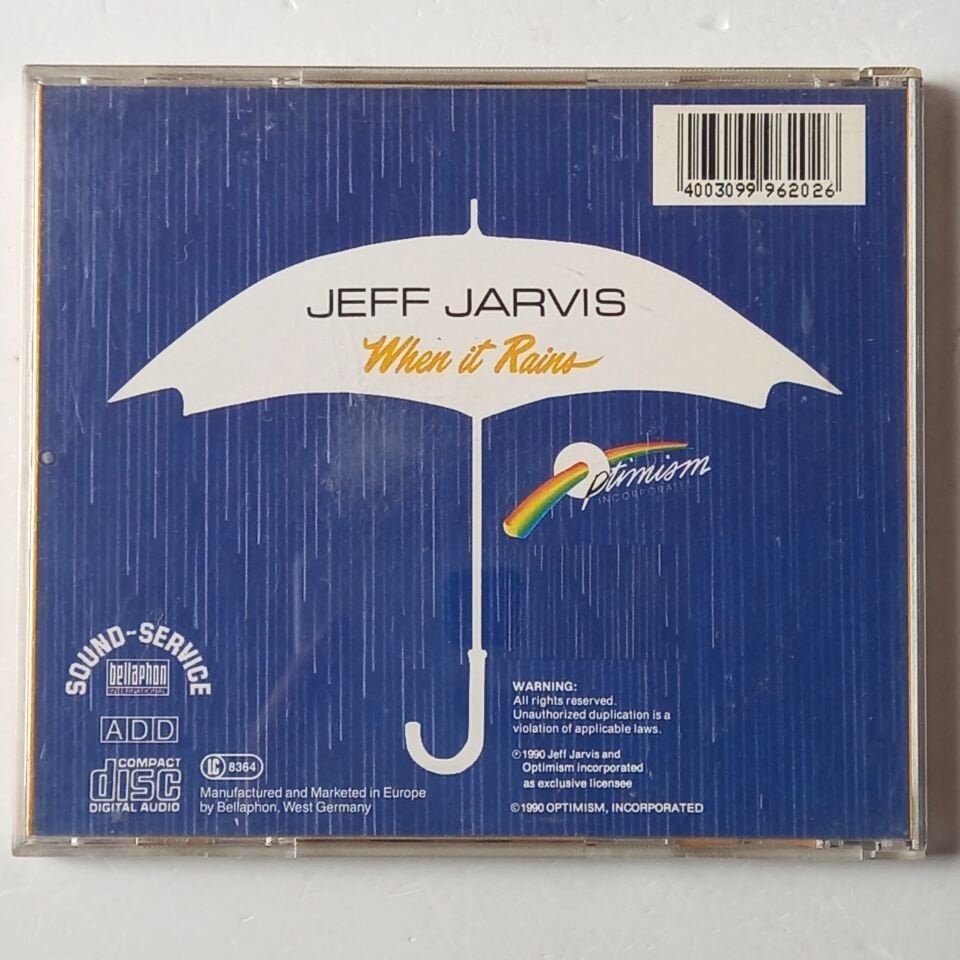 4003099 962026
JEFF JARVIS
When it Rains
Optimism
INCORPORATED
SOUND-SERVICE
bellaphon
INTERNATIONAL
ADD
COMPACT
disc
DIGITAL AUDIO
LC 8364
Manufactured and Marketed in Europe
by Bellaphon, West Germany
WARNING:
All rights reserved.
Unauthorized duplication is a
violation of applicable laws.
℗1990 Jeff Jarvis and
Optimism incorporated
as exclusive licensee
©1990 OPTIMISM, INCORPORATED